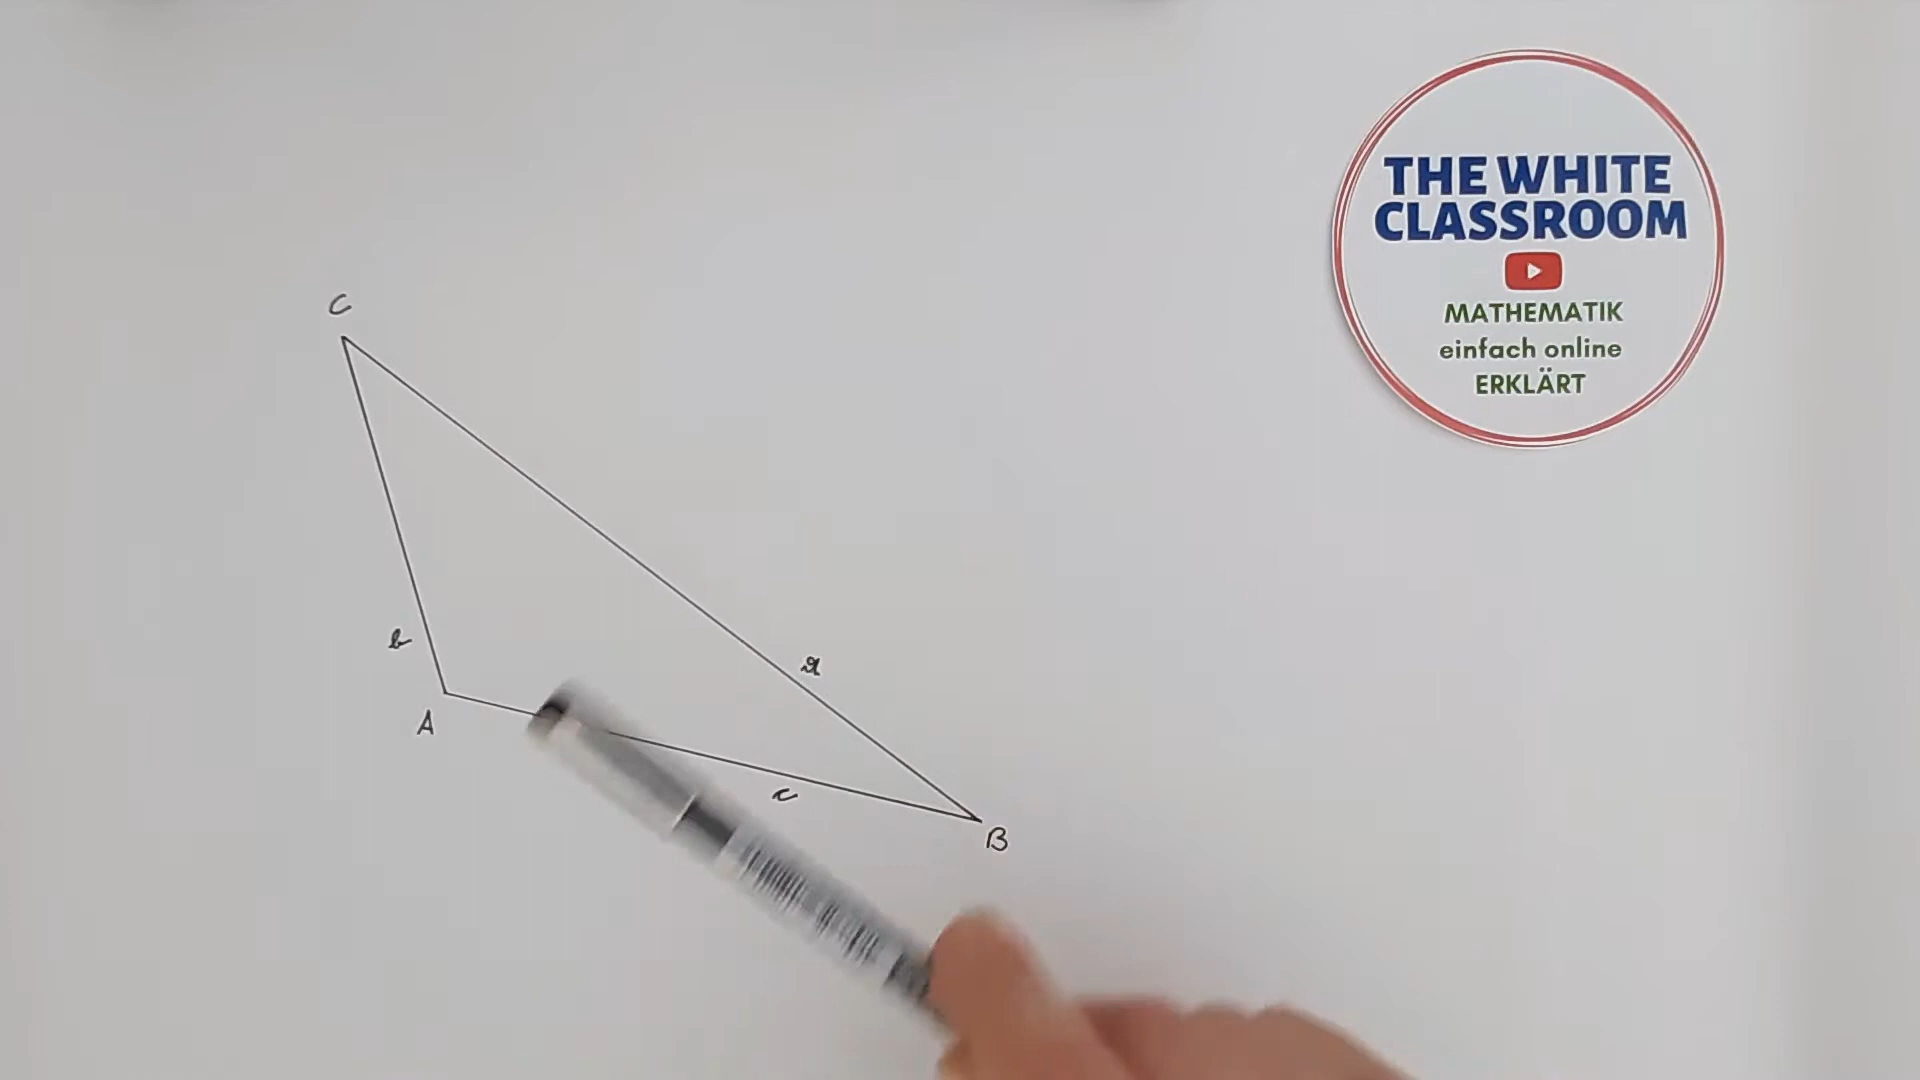 THE WHITE
CLASSROOM
MATHEMATIK
einfach online
ERKLÄRT
C
b
a
A
c
B